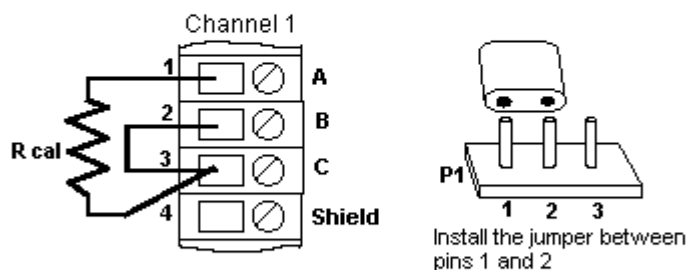 Channel 1
1
A
2
B
R cal
3
C
4
Shield
P1
1 2 3
Install the jumper between
pins 1 and 2